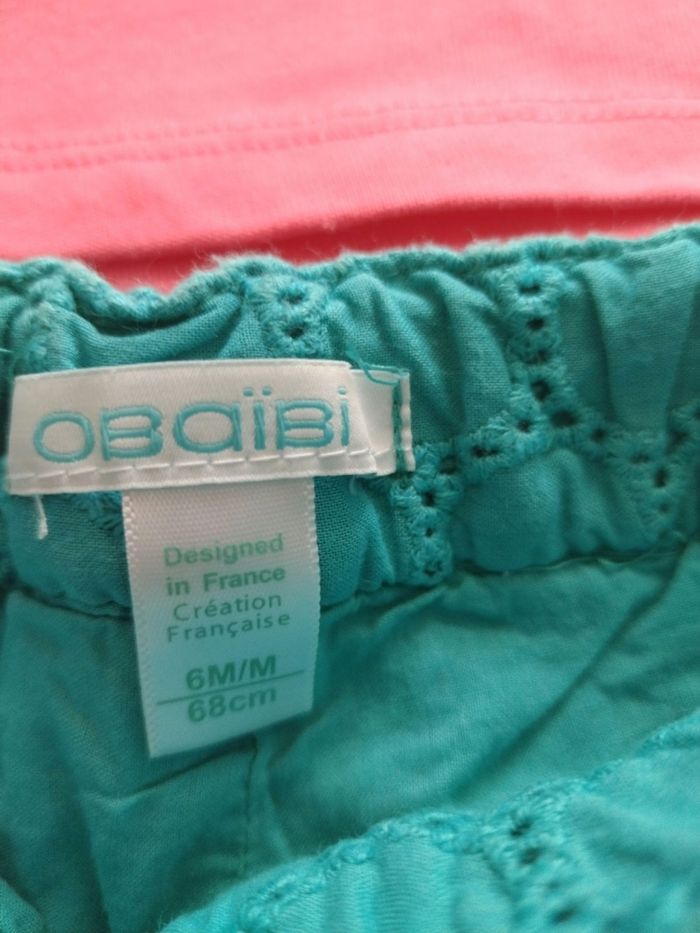 OBAÏBI
Designed
in France
Création
Française
6M/M
68cm